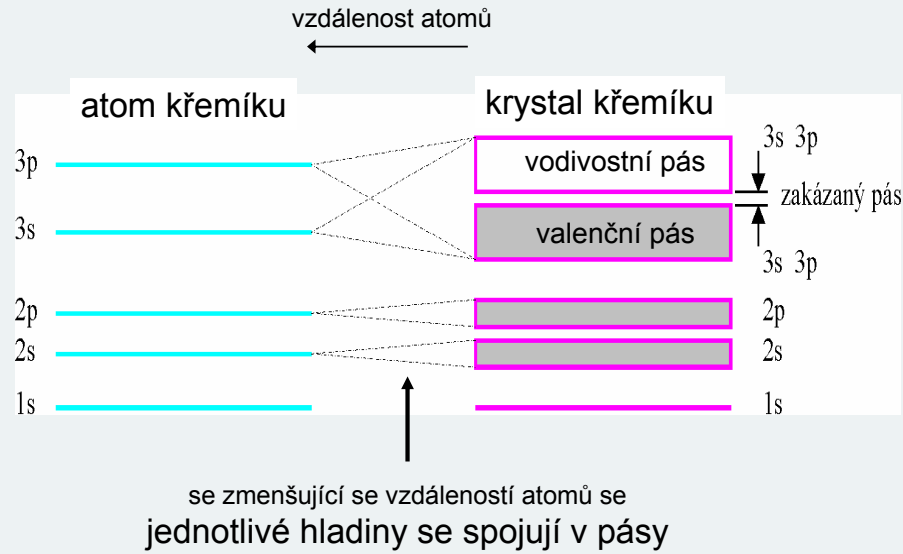 vzdálenost atomů
atom křemíku
krystal křemíku
3p
3s
2p
2s
1s
vodivostní pás
valenční pás
3s 3p
zakázaný pás
3s 3p
2p
2s
1s
se zmenšující se vzdáleností atomů se
jednotlivé hladiny se spojují v pásy